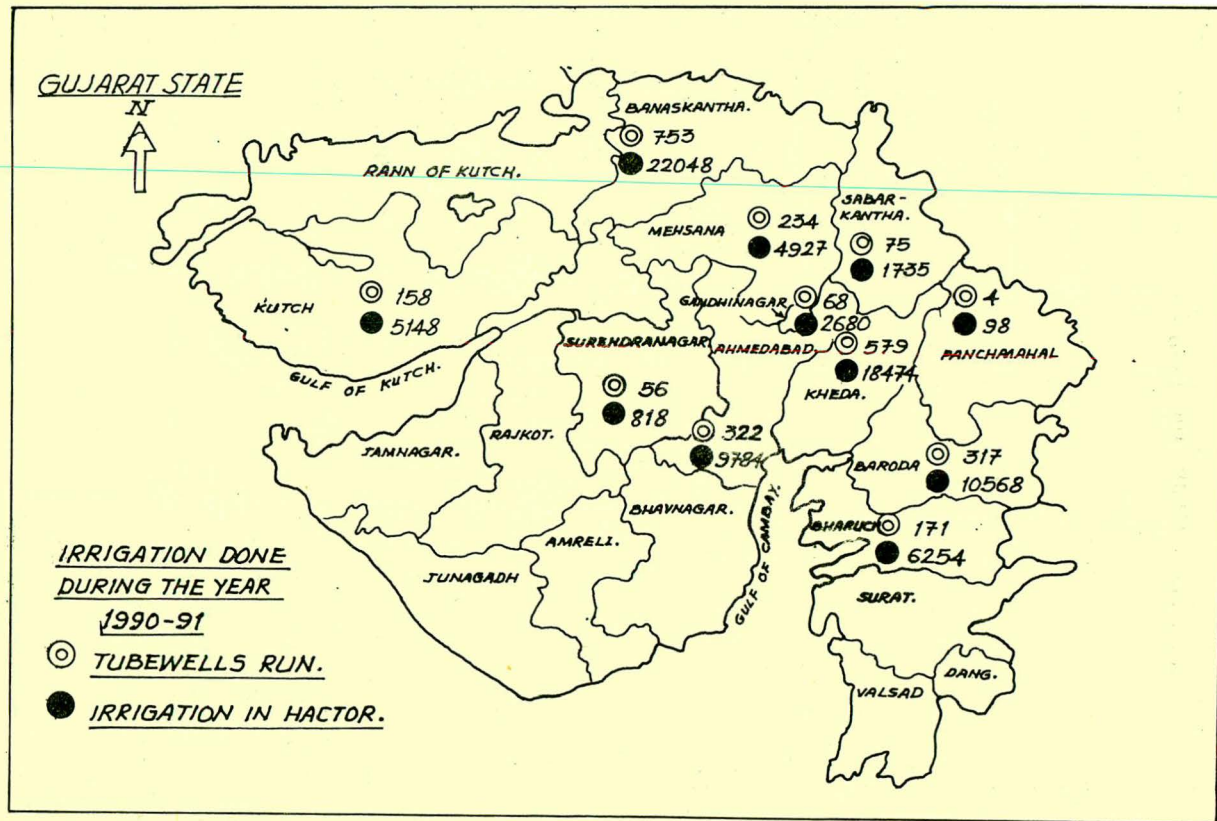 GUJARAT STATE
N
BANASKANTHA.
753
22048
RANN OF KUTCH.
SABAR-
KANTHA.
75
1735
MEHSANA
234
4927
KUTCH
158
5148
GANDHINAGAR
68
2680
4
98
PANCHMAHAL
GULF OF KUTCH.
SURENDRANAGAR
56
818
AHMEDABAD.
579
18474
KHEDA.
322
9784
JAMNAGAR.
RAJKOT.
BARODA
317
10568
BHAVNAGAR.
GULF OF CAMBAY.
BHARUCH
171
6254
AMRELI.
JUNAGADH
SURAT.
VALSAD
DANG.
IRRIGATION DONE
DURING THE YEAR
1990-91
TUBEWELLS RUN.
IRRIGATION IN HACTOR.